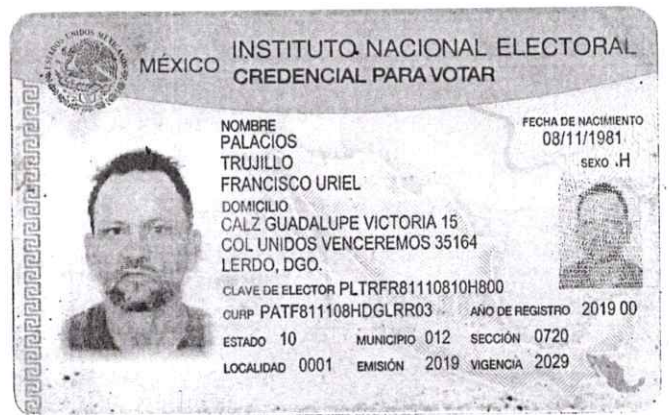 MÉXICO INSTITUTO NACIONAL ELECTORAL
CREDENCIAL PARA VOTAR
NOMBRE
PALACIOS
TRUJILLO
FRANCISCO URIEL
FECHA DE NACIMIENTO
08/11/1981
SEXO H
DOMICILIO
CALZ GUADALUPE VICTORIA 15
COL UNIDOS VENCEREMOS 35164
LERDO, DGO.
CLAVE DE ELECTOR PLTRFR81110810H800
CURP PATF811108HDGLRR03 AÑO DE REGISTRO 2019 00
ESTADO 10 MUNICIPIO 012 SECCIÓN 0720
LOCALIDAD 0001 EMISIÓN 2019 VIGENCIA 2029